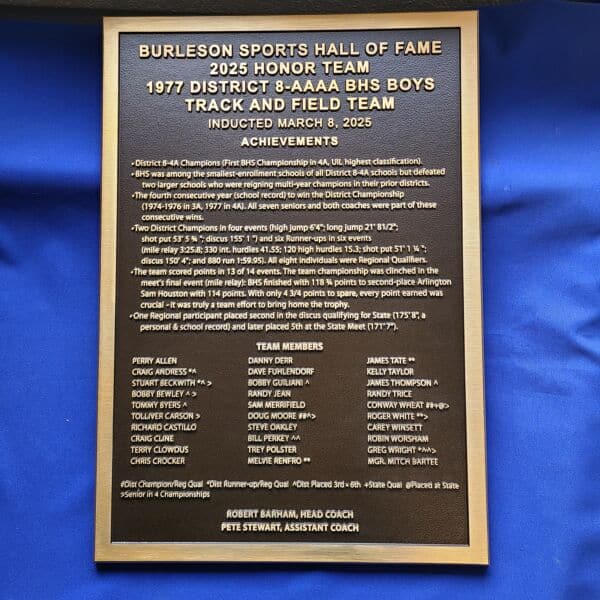 BURLESON SPORTS HALL OF FAME
2025 HONOR TEAM
1977 DISTRICT 8-AAAA BHS BOYS
TRACK AND FIELD TEAM
INDUCTED MARCH 8, 2025
ACHIEVEMENTS
• District 8-4A Champions (First BHS Championship in 4A, UIL highest classification).
• BHS was among the smallest-enrollment schools of all District 8-4A schools but defeated
two larger schools who were reigning multi-year champions in their prior districts.
• The fourth consecutive year (school record) to win the District Championship
(1974-1976 in 3A, 1977 in 4A). All seven seniors and both coaches were part of these
consecutive wins.
• Two District Champions in four events (high jump 6'4"; long jump 21' 81/2";
shot put 53' 5 ¾ "; discus 155' 1 ") and six Runner-ups in six events
(mile relay 3:25.8; 330 int. hurdles 41.55; 120 high hurdles 15.3; shot put 51' 1 ¼ ";
discus 150' 4"; and 880 run 1:59.95). All eight individuals were Regional Qualifiers.
• The team scored points in 13 of 14 events. The team championship was clinched in the
meet's final event (mile relay): BHS finished with 118 ¾ points to second-place Arlington
Sam Houston with 114 points. With only 4 3/4 points to spare, every point earned was
crucial – it was truly a team effort to bring home the trophy.
• One Regional participant placed second in the discus qualifying for State (175' 8", a
personal & school record) and later placed 5th at the State Meet (171' 7").
TEAM MEMBERS
PERRY ALLEN DANNY DERR JAMES TATE **
CRAIG ANDRESS *^ DAVE FUHLENDORF KELLY TAYLOR
STUART BECKWITH *^ > BOBBY GUILIANI ^ JAMES THOMPSON ^
BOBBY BEWLEY ^ > RANDY JEAN RANDY TRICE
TOMMY BYERS ^ SAM MERRIFIELD CONWAY WHEAT ##+@>
TOLLIVER CARSON > DOUG MOORE ##^> ROGER WHITE **>
RICHARD CASTILLO STEVE OAKLEY CAREY WINSETT
CRAIG CLINE BILL PERKEY ^^ ROBIN WORSHAM
TERRY CLOWDUS TREY POLSTER GREG WRIGHT *^^>
CHRIS CROCKER MELVIE RENFRO ** MGR. MITCH BARTEE
#Dist Champion/Reg Qual *Dist Runner-up/Reg Qual ^Dist Placed 3rd - 6th +State Qual @Placed at State
>Senior in 4 Championships
ROBERT BARHAM, HEAD COACH
PETE STEWART, ASSISTANT COACH